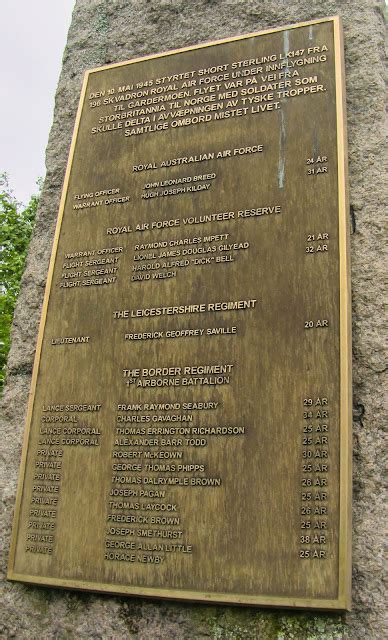 DEN 10. MAI 1945 STYRTET SHORT STERLING LK147 FRA
196 SKVADRON ROYAL AIR FORCE UNDER INNFLYGNING
TIL GARDERMOEN. FLYET VAR PÅ VEI FRA
STORBRITANNIA TIL NORGE MED SOLDATER SOM
SKULLE DELTA I AVVÆPNINGEN AV TYSKE TROPPER.
SAMTLIGE OMBORD MISTET LIVET.
ROYAL AUSTRALIAN AIR FORCE
FLYING OFFICER JOHN LEONARD BREED 24 ÅR
WARRANT OFFICER HUGH JOSEPH KILDAY 31 ÅR
ROYAL AIR FORCE VOLUNTEER RESERVE
WARRANT OFFICER RAYMOND CHARLES IMPETT 21 ÅR
FLIGHT SERGEANT LIONEL JAMES DOUGLAS GILYEAD 32 ÅR
FLIGHT SERGEANT HAROLD ALFRED "DICK" BELL
FLIGHT SERGEANT DAVID WELCH
THE LEICESTERSHIRE REGIMENT
LIEUTENANT FREDERICK GEOFFREY SAVILLE 20 ÅR
THE BORDER REGIMENT
1ST AIRBORNE BATTALION
LANCE SERGEANT FRANK RAYMOND SEABURY 29 ÅR
CORPORAL CHARLES GAVAGHAN 34 ÅR
LANCE CORPORAL THOMAS ERRINGTON RICHARDSON 25 ÅR
LANCE CORPORAL ALEXANDER BARR TODD 25 ÅR
PRIVATE ROBERT MCKEOWN 30 ÅR
PRIVATE GEORGE THOMAS PHIPPS 25 ÅR
PRIVATE THOMAS DALRYMPLE BROWN 26 ÅR
PRIVATE JOSEPH PAGAN 25 ÅR
PRIVATE THOMAS LAYCOCK 26 ÅR
PRIVATE FREDERICK BROWN 25 ÅR
PRIVATE JOSEPH SMETHURST 38 ÅR
PRIVATE GEORGE ALLAN LITTLE 25 ÅR
PRIVATE HORACE NEWBY